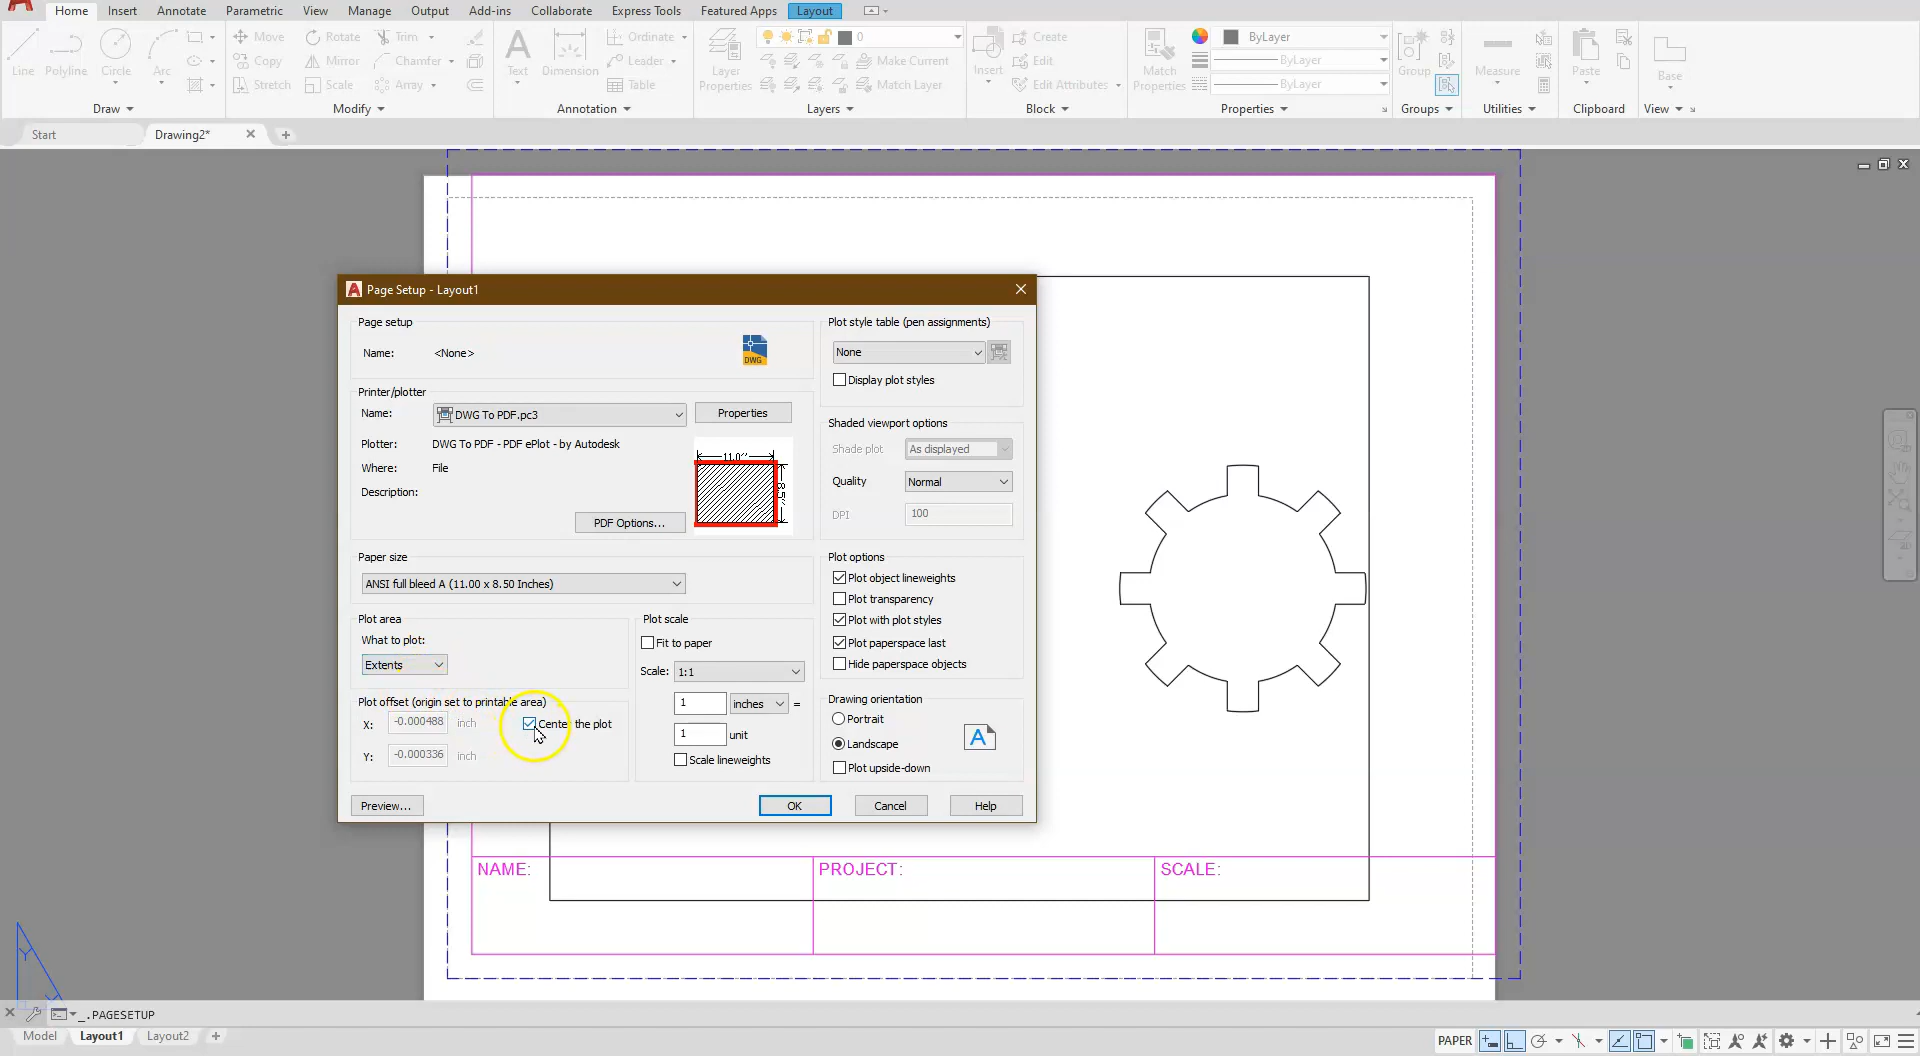 Home Insert Annotate Parametric View Manage Output Add-ins Collaborate Express Tools Featured Apps Layout
Line Polyline Circle Arc
Move Rotate Trim
Copy Mirror Chamfer
Stretch Scale Array
Text Dimension
Ordinate
Leader
Table
Layer Properties
0
Make Current
Match Layer
Insert
Create
Edit
Edit Attributes
Match Properties
ByLayer
ByLayer
ByLayer
Group
Measure
Paste
Base
Draw Modify Annotation Layers Block Properties Groups Utilities Clipboard View
Start Drawing2*
Page Setup - Layout1
Page setup
Name: <None>
DWG
Printer/plotter
Name: DWG To PDF.pc3 Properties
Plotter: DWG To PDF - PDF ePlot - by Autodesk
Where: File
Description:
11.0''
8.5''
PDF Options...
Paper size
ANSI full bleed A (11.00 x 8.50 Inches)
Plot area
What to plot:
Extents
Plot offset (origin set to printable area)
X: -0.000488 inch Center the plot
Y: -0.000336 inch
Plot scale
Fit to paper
Scale: 1:1
1 inches =
1 unit
Scale lineweights
Plot style table (pen assignments)
None
Display plot styles
Shaded viewport options
Shade plot As displayed
Quality Normal
DPI 100
Plot options
Plot object lineweights
Plot transparency
Plot with plot styles
Plot paperspace last
Hide paperspace objects
Drawing orientation
Portrait
Landscape
A
Plot upside-down
Preview... OK Cancel Help
NAME: PROJECT: SCALE:
Y
X
_.PAGESETUP
Model Layout1 Layout2
PAPER